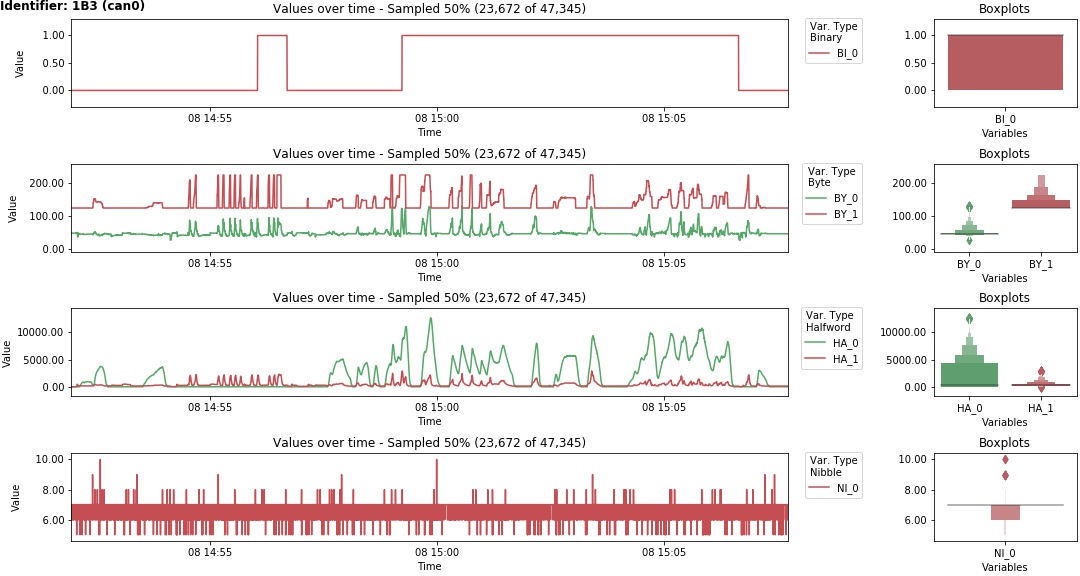 Identifier: 1B3 (can0)
Values over time - Sampled 50% (23,672 of 47,345)
Boxplots
Value
1.00
0.50
0.00
08 14:55
08 15:00
08 15:05
Time
Var. Type
Binary
BI_0
1.00
0.50
0.00
BI_0
Variables
Values over time - Sampled 50% (23,672 of 47,345)
Boxplots
Value
200.00
100.00
0.00
08 14:55
08 15:00
08 15:05
Time
Var. Type
Byte
BY_0
BY_1
200.00
100.00
0.00
BY_0
BY_1
Variables
Values over time - Sampled 50% (23,672 of 47,345)
Boxplots
Value
10000.00
5000.00
0.00
08 14:55
08 15:00
08 15:05
Time
Var. Type
Halfword
HA_0
HA_1
10000.00
5000.00
0.00
HA_0
HA_1
Variables
Values over time - Sampled 50% (23,672 of 47,345)
Boxplots
Value
10.00
8.00
6.00
08 14:55
08 15:00
08 15:05
Time
Var. Type
Nibble
NI_0
10.00
8.00
6.00
NI_0
Variables